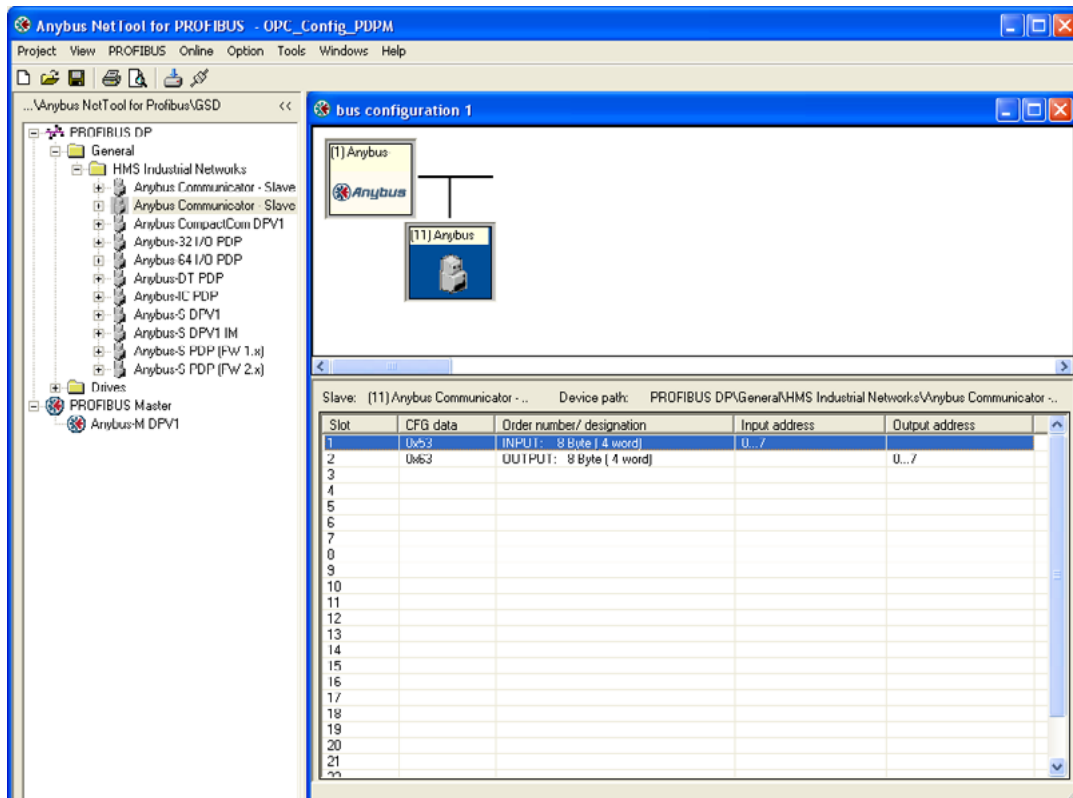 Anybus NetTool for PROFIBUS - OPC_Config_PDPM
Project View PROFIBUS Online Option Tools Windows Help
...\Anybus NetTool for Profibus\GSD <<
PROFIBUS DP
General
HMS Industrial Networks
Anybus Communicator - Slave
Anybus Communicator - Slave
Anybus CompactCom DPV1
Anybus-32 I/O PDP
Anybus-64 I/O PDP
Anybus-DT PDP
Anybus-IC PDP
Anybus-S DPV1
Anybus-S DPV1 IM
Anybus-S PDP (FW 1.x)
Anybus-S PDP (FW 2.x)
Drives
PROFIBUS Master
Anybus-M DPV1
bus configuration 1
(1) Anybus
Anybus
(11) Anybus
Slave: (11) Anybus Communicator - .. Device path: PROFIBUS DP\General\HMS Industrial Networks\Anybus Communicator -..
Slot CFG data Order number/ designation Input address Output address
1 0x53 INPUT: 8 Byte ( 4 word) 0...7
2 0x63 OUTPUT: 8 Byte ( 4 word) 0...7
3
4
5
6
7
8
9
10
11
12
13
14
15
16
17
18
19
20
21
22